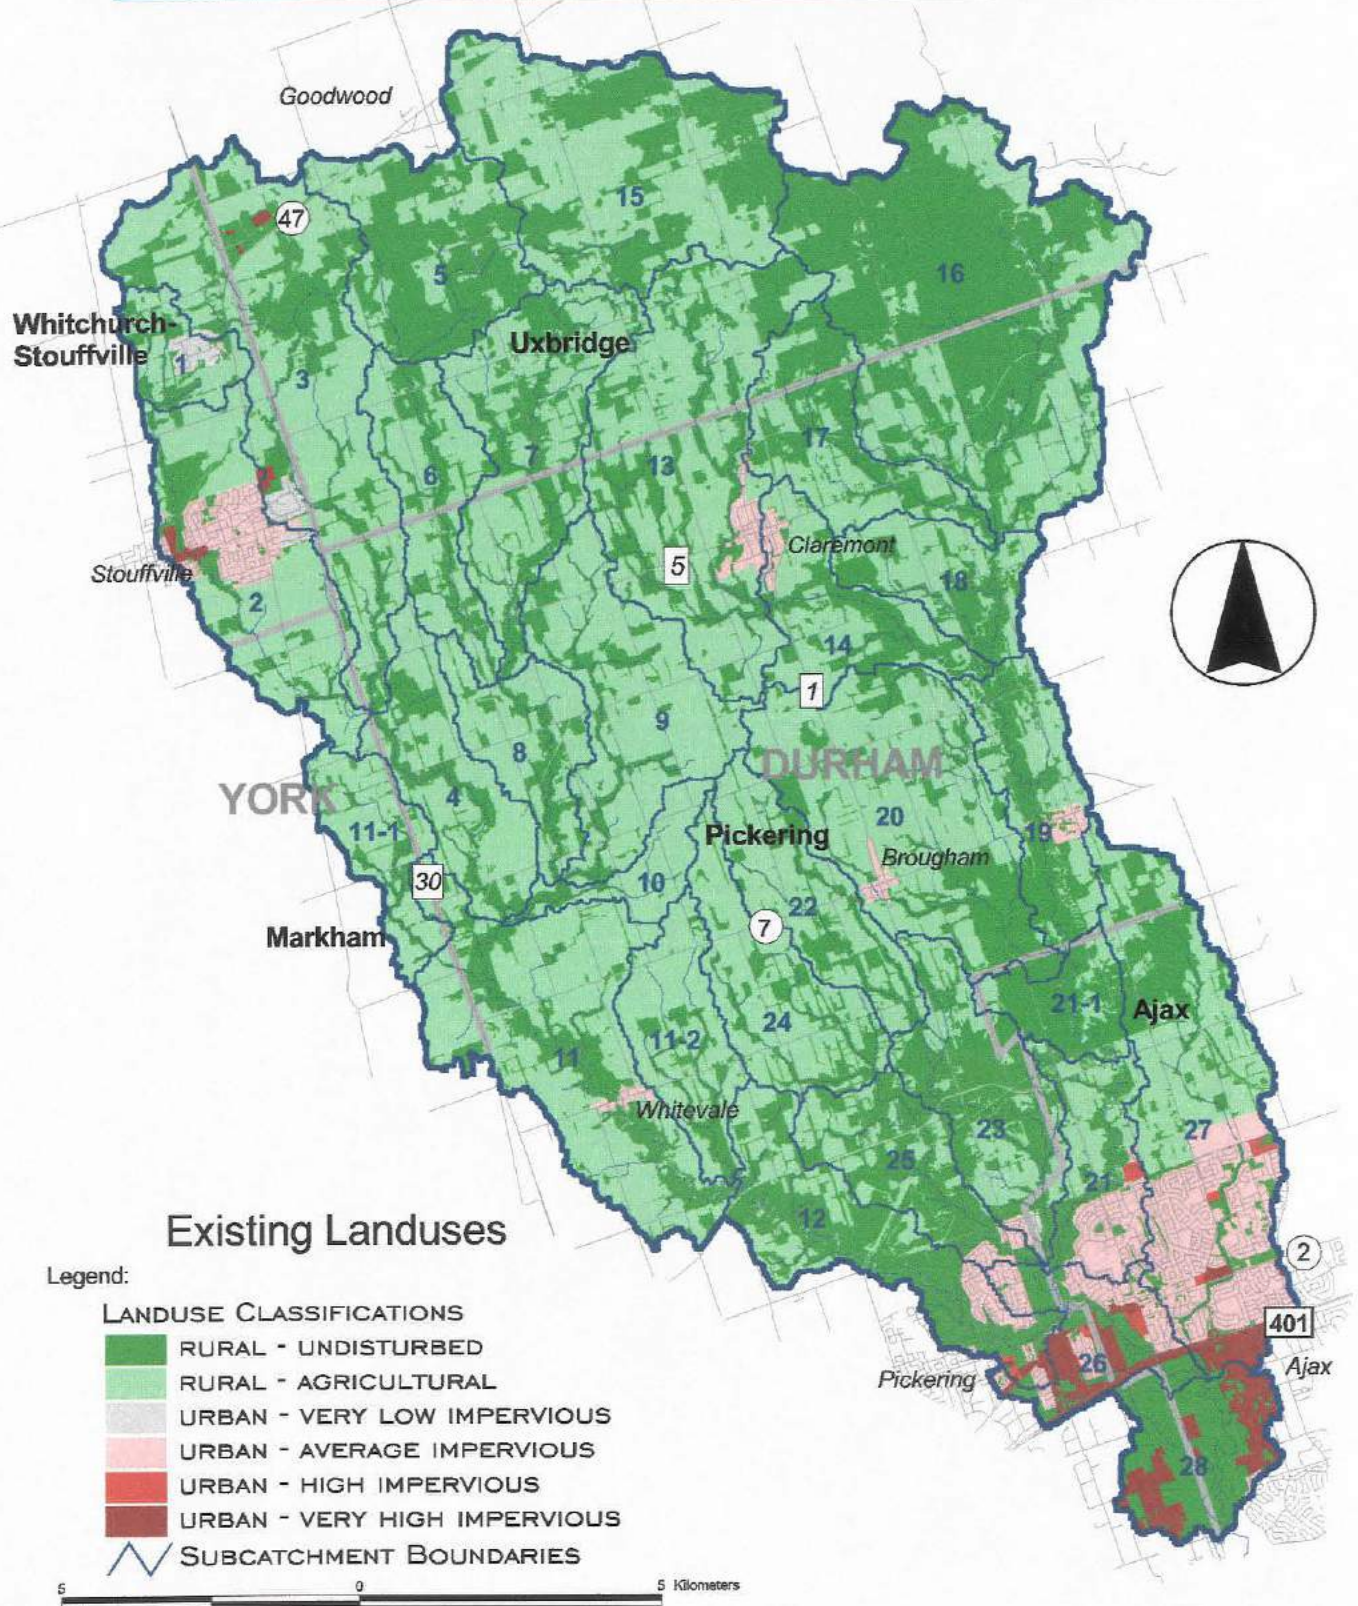 Goodwood
47
15
5
16
Whitchurch-
Stouffville
1
Uxbridge
3
6
7
13
17
5
Claremont
18
Stouffville
2
14
1
9
8
DURHAM
YORK
4
20
11-1
Pickering
19
Brougham
30
10
22
7
Markham
21-1
Ajax
24
11-2
11
Whitevale
23
27
25
21
12
Existing Landuses
2
Legend:
LANDUSE CLASSIFICATIONS
401
RURAL - UNDISTURBED
26
Ajax
Pickering
RURAL - AGRICULTURAL
URBAN - VERY LOW IMPERVIOUS
URBAN - AVERAGE IMPERVIOUS
28
URBAN - HIGH IMPERVIOUS
URBAN - VERY HIGH IMPERVIOUS
SUBCATCHMENT BOUNDARIES
5 0 5 Kilometers